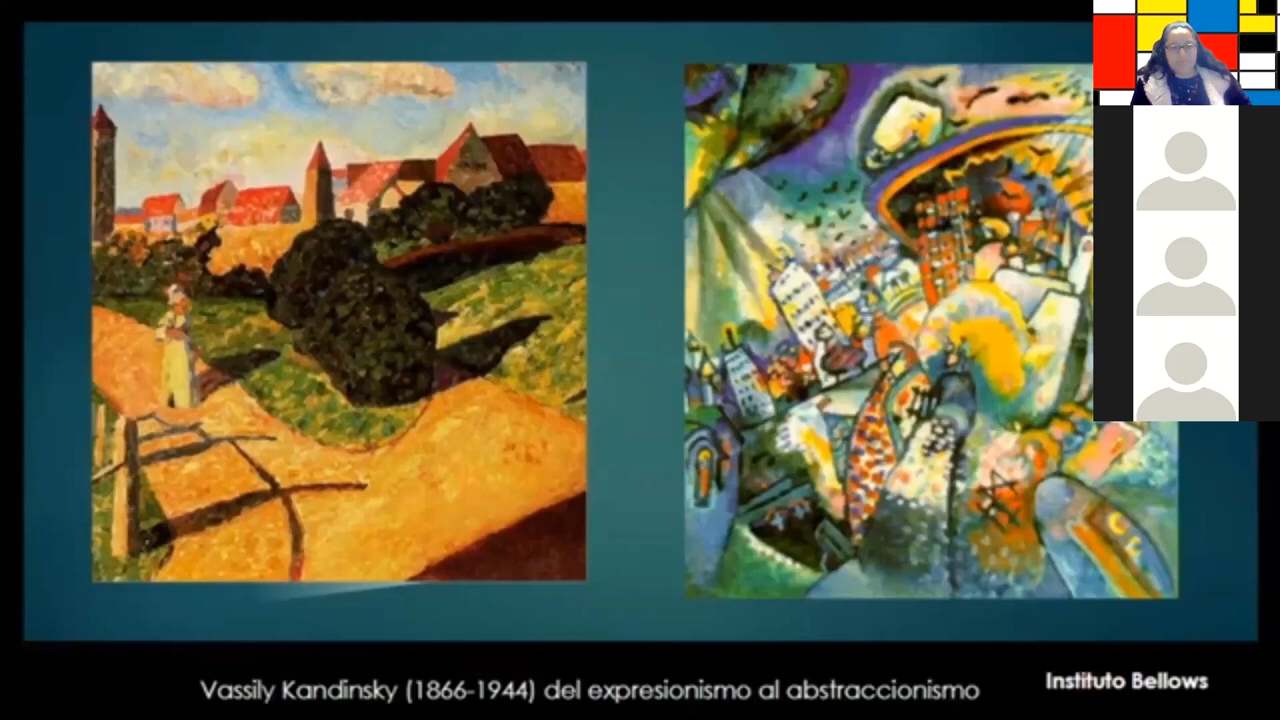 Vassily Kandinsky (1866-1944) del expresionismo al abstraccionismo
Instituto Bellows